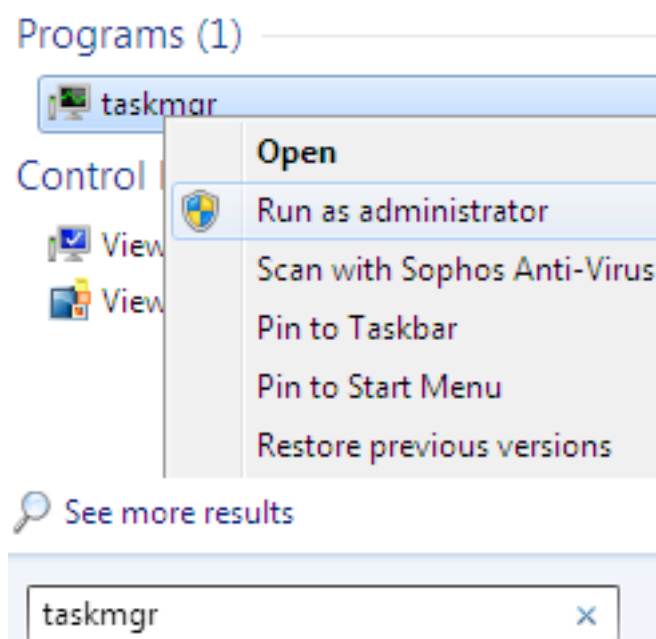 Programs (1)
taskmgr
Open
Control
Run as administrator
View
Scan with Sophos Anti-Virus
View
Pin to Taskbar
Pin to Start Menu
Restore previous versions
See more results
taskmgr